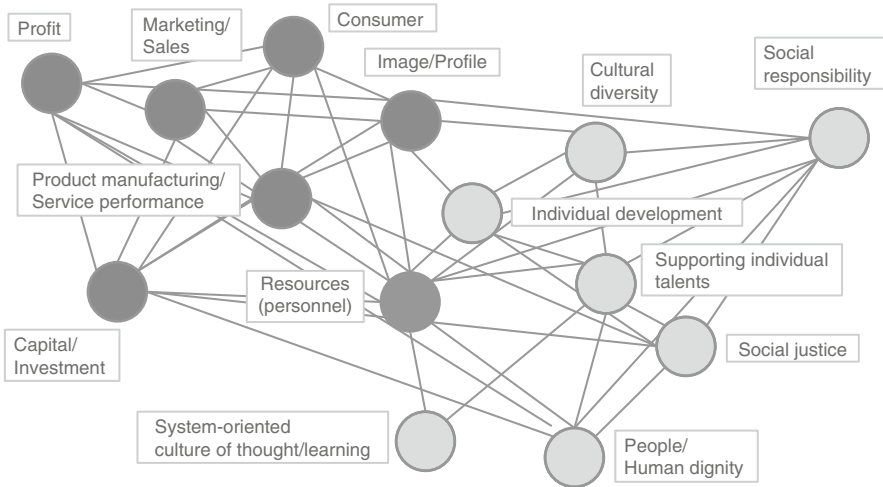 Profit
Marketing/
Sales
Consumer
Image/Profile
Cultural
diversity
Social
responsibility
Product manufacturing/
Service performance
Individual development
Resources
(personnel)
Supporting individual
talents
Capital/
Investment
Social justice
System-oriented
culture of thought/learning
People/
Human dignity